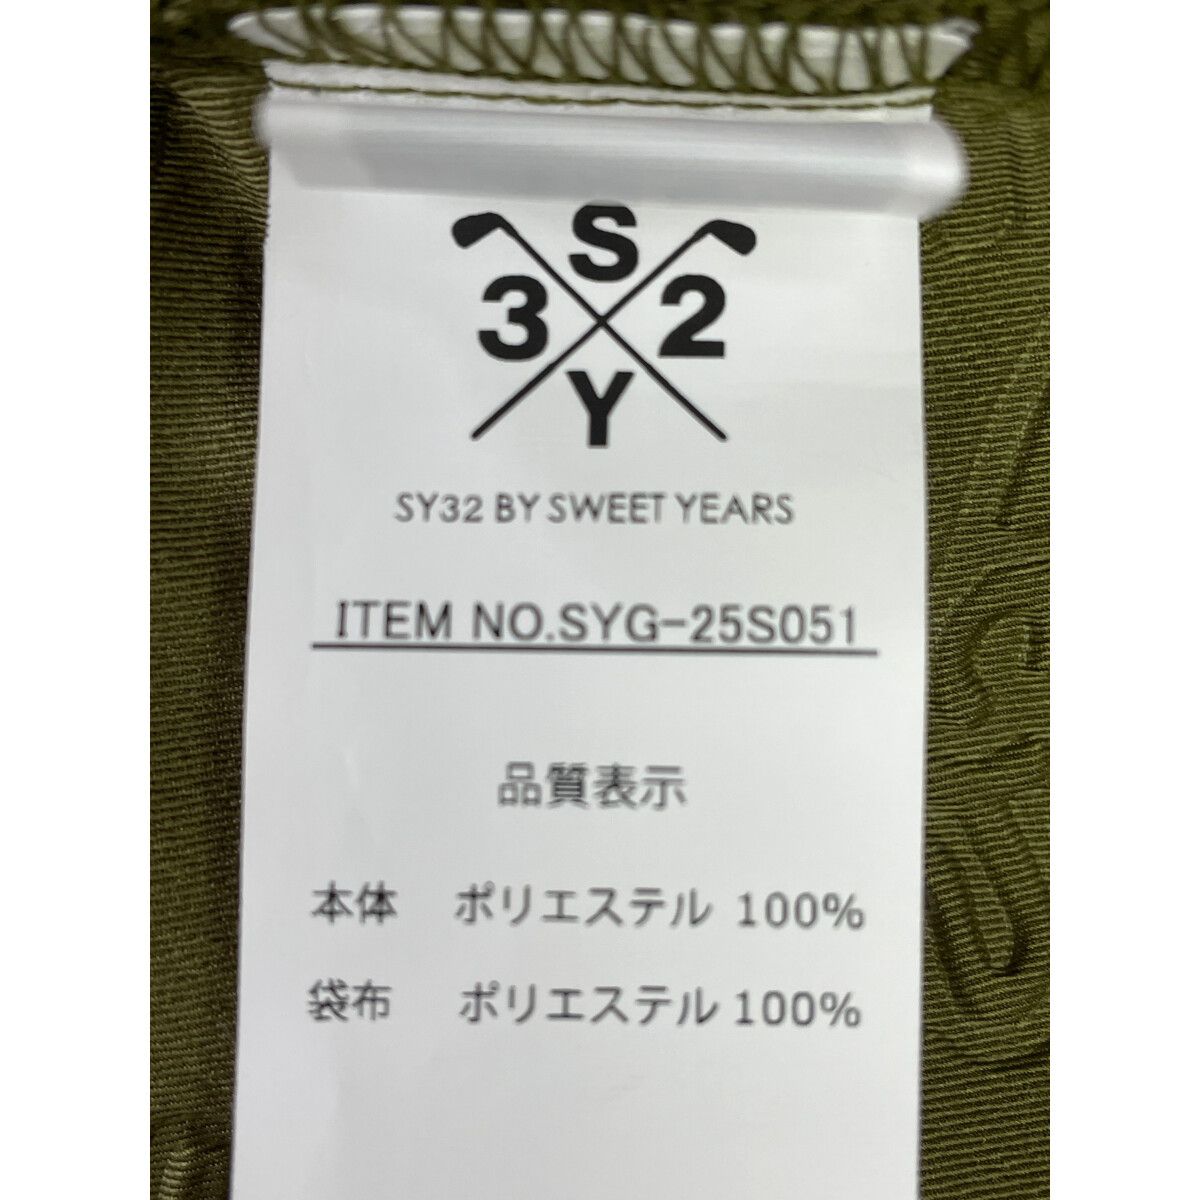 S
3 2
Y
SY32 BY SWEET YEARS
ITEM NO.SYG-25S051
品質表示
本体 ポリエステル 100%
袋布 ポリエステル 100%